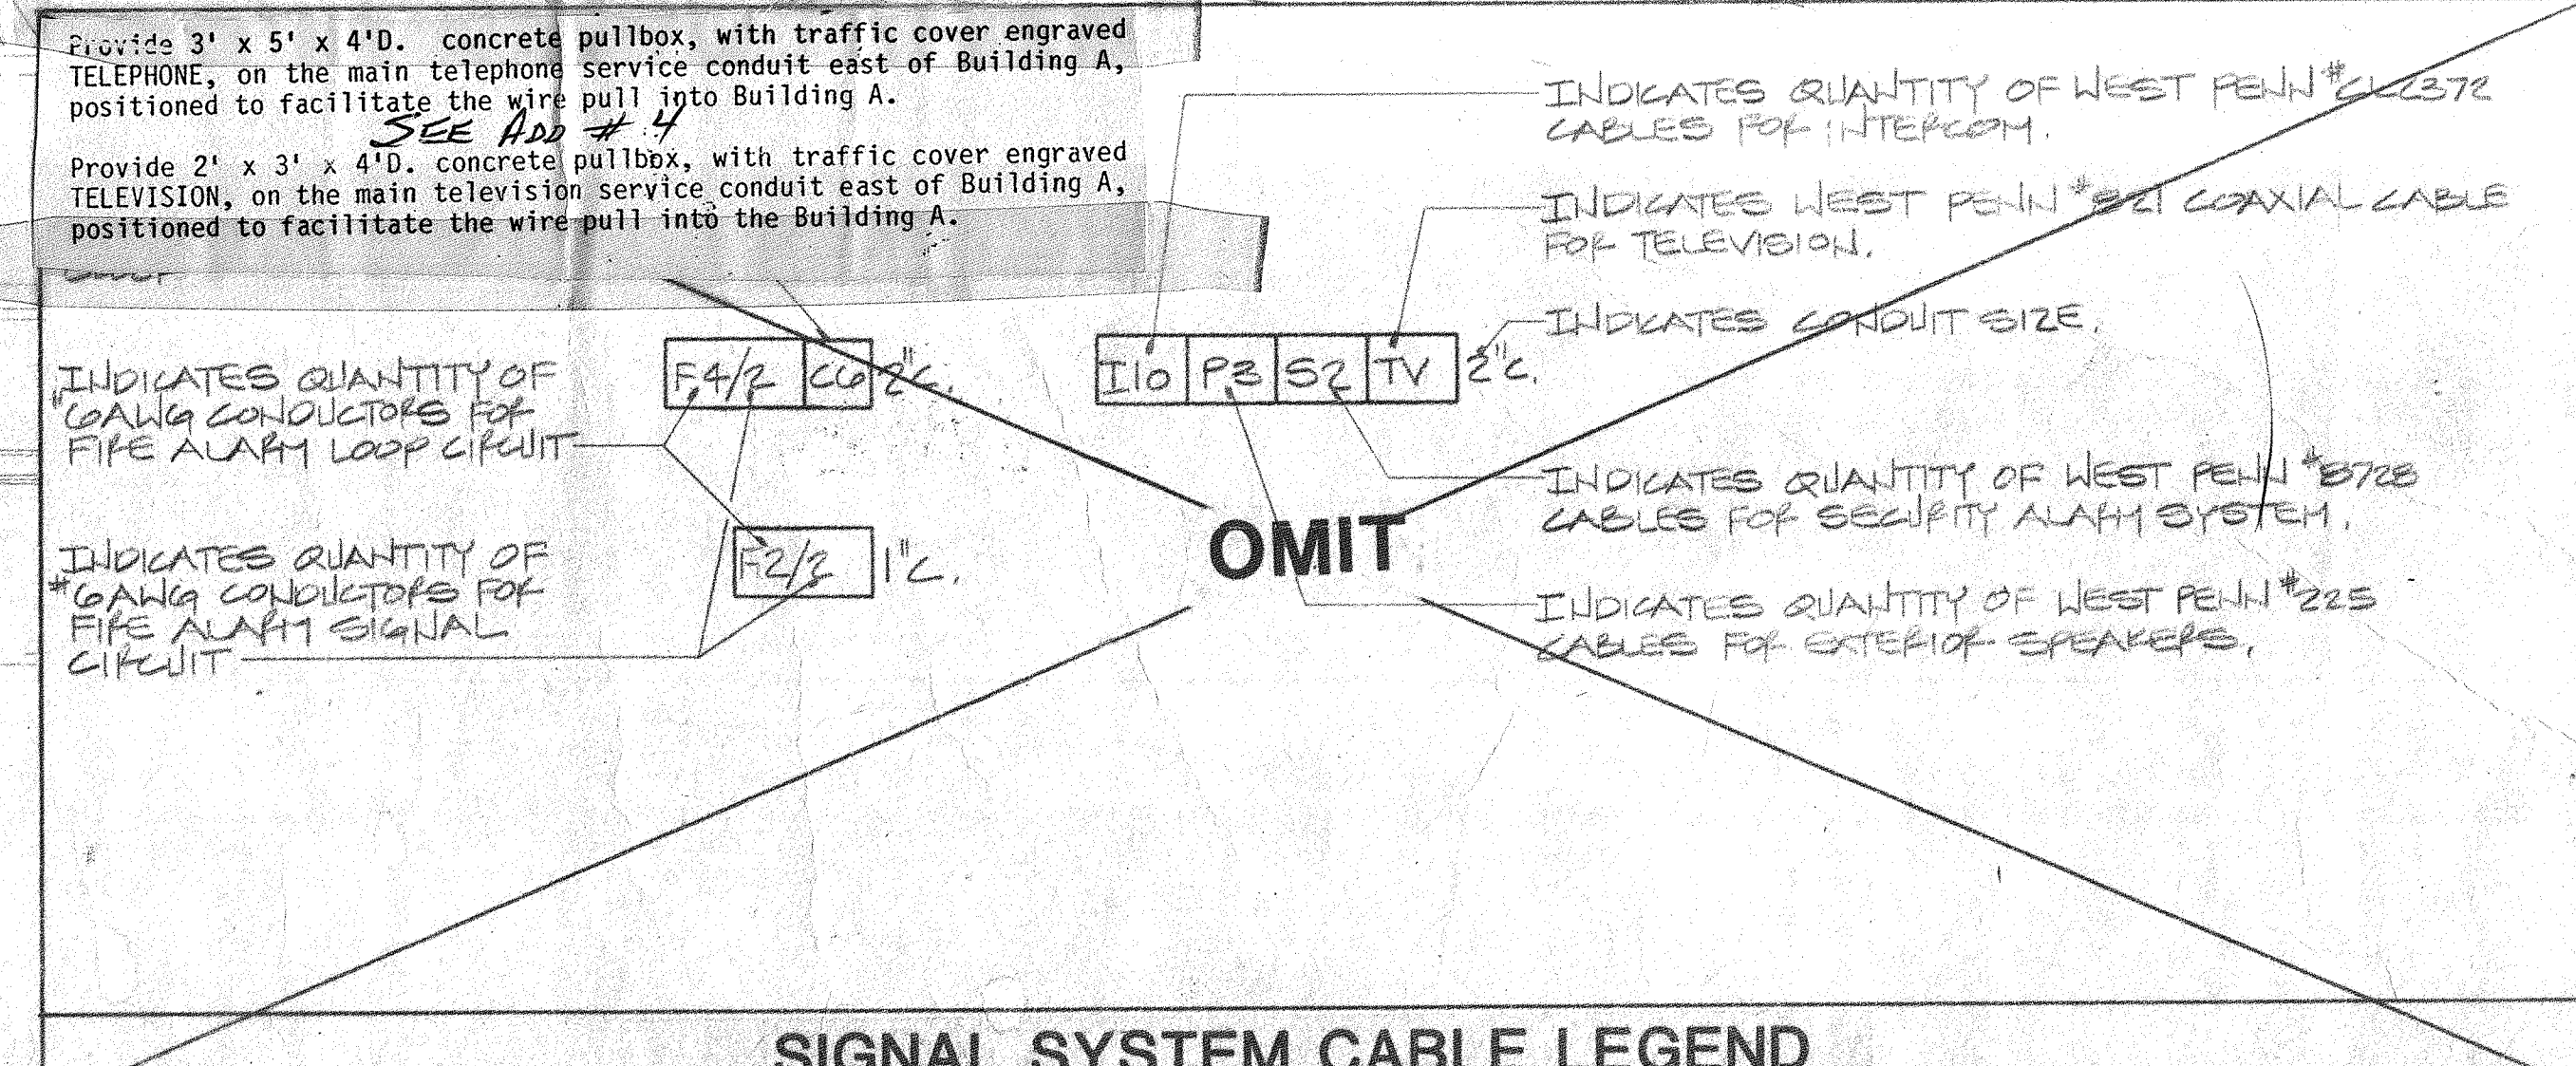 Provide 3' x 5' x 4'D. concrete pullbox, with traffic cover engraved
TELEPHONE, on the main telephone service conduit east of Building A,
positioned to facilitate the wire pull into Building A.
SEE ADD # 4
Provide 2' x 3' x 4'D. concrete pullbox, with traffic cover engraved
TELEVISION, on the main television service conduit east of Building A,
positioned to facilitate the wire pull into the Building A.
INDICATES QUANTITY OF WEST PENN
CABLES FOR INTERCOM.
INDICATES WEST PENN #821 COAXIAL CABLE
FOR TELEVISION.
INDICATES CONDUIT SIZE.
F4/2 C6 2"C.
I10 P3 S2 TV 2"C.
INDICATES QUANTITY OF
#6AWG CONDUCTORS FOR
FIRE ALARM LOOP CIRCUIT
INDICATES QUANTITY OF WEST PENN #8728
CABLES FOR SECURITY ALARM SYSTEM.
OMIT
F2/2 1"C.
INDICATES QUANTITY OF
#6AWG CONDUCTORS FOR
FIRE ALARM SIGNAL
CIRCUIT
INDICATES QUANTITY OF WEST PENN #225
CABLES FOR EXTERIOR SPEAKERS.
SIGNAL SYSTEM CABLE LEGEND